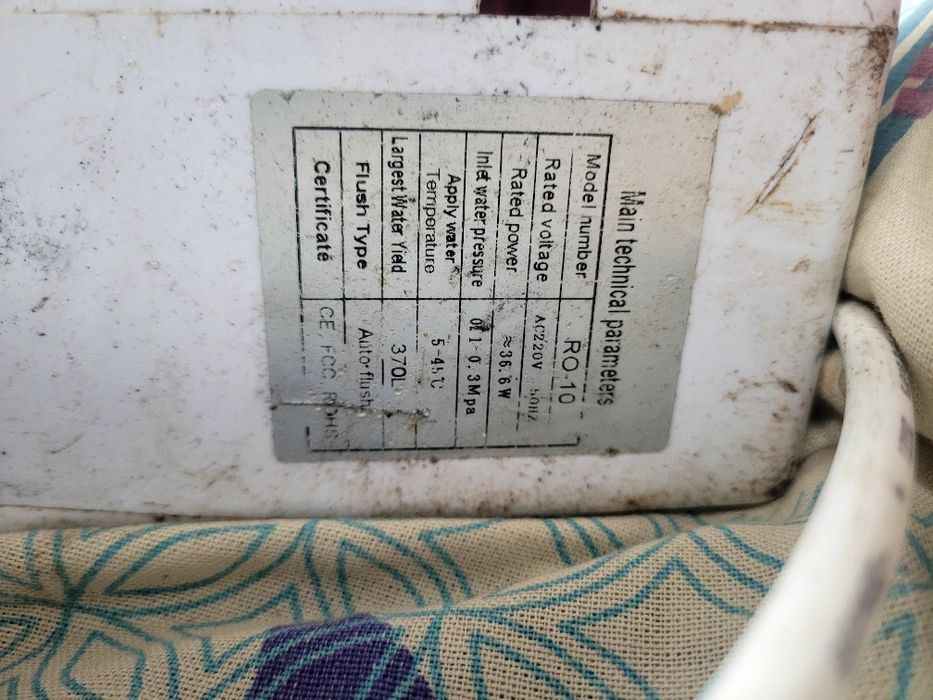 Main technical parameters
Model number RO-10
Rated voltage AC220V 50HZ
Rated power ≈36.6W
Inlet water pressure 0.1-0.3Mpa
Apply water
Temperature 5-45℃
Largest Water Yield 370L
Flush Type Auto flush
Certificate CE FCC ROHS